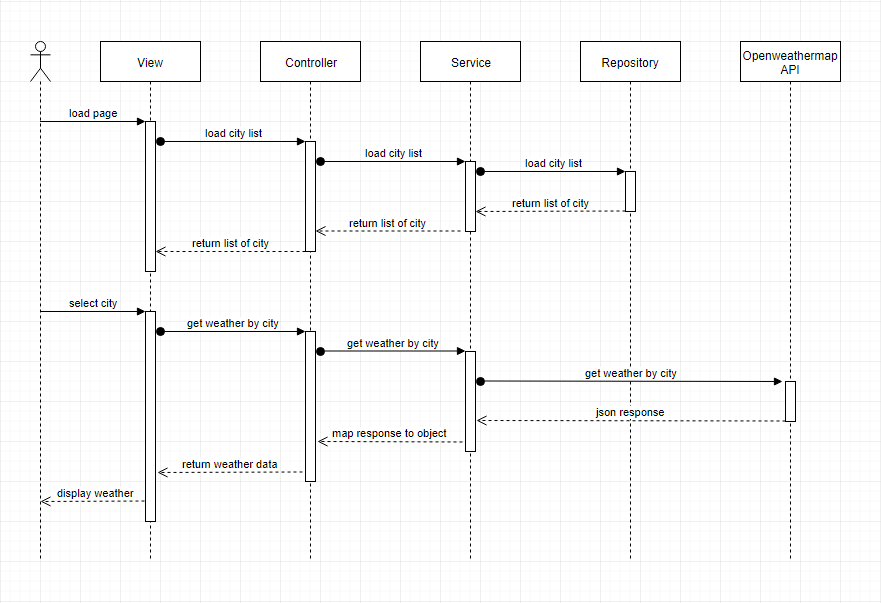 View
Controller
Service
Repository
Openweathermap
API
load page
load city list
load city list
load city list
return list of city
return list of city
return list of city
select city
get weather by city
get weather by city
get weather by city
json response
map response to object
return weather data
display weather